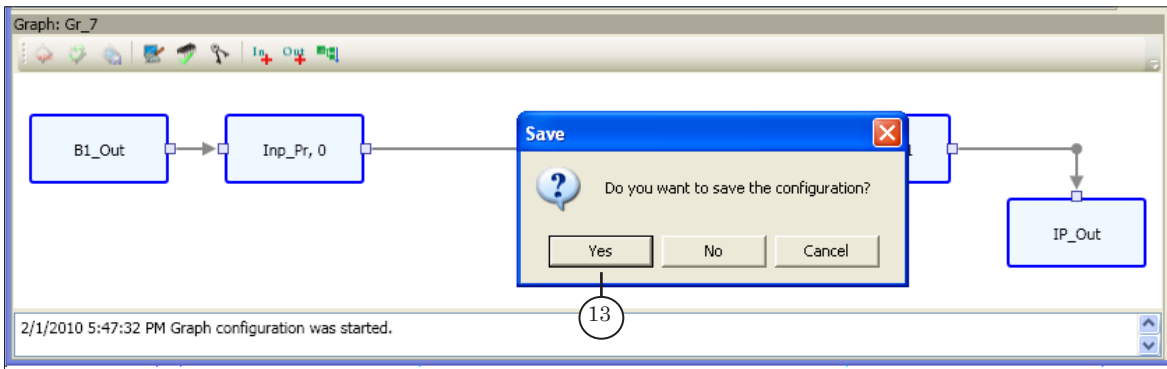 Graph: Gr_7
In Out
B1_Out
Inp_Pr, 0
Save
Do you want to save the configuration?
Yes No Cancel
1
IP_Out
13
2/1/2010 5:47:32 PM Graph configuration was started.